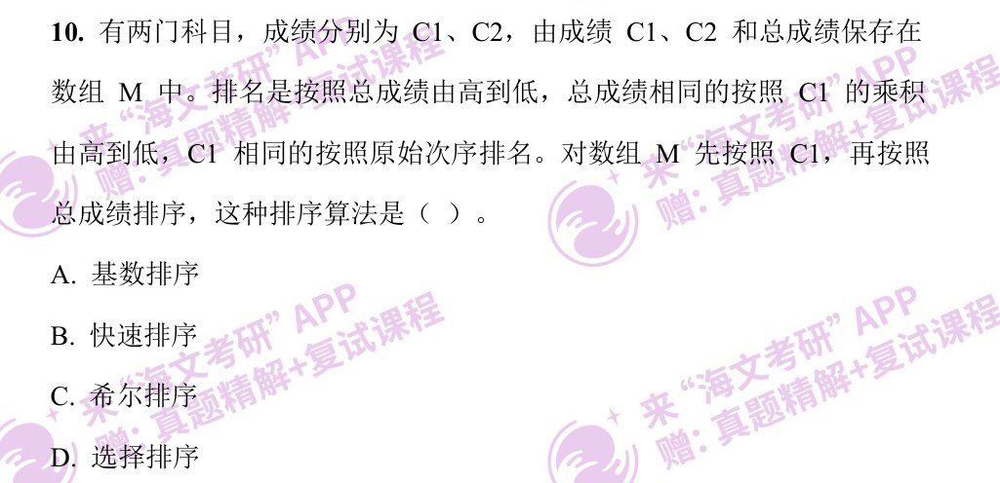 10. 有两门科目，成绩分别为 C1、C2，由成绩 C1、C2 和总成绩保存在
数组 M 中。排名是按照总成绩由高到低，总成绩相同的按照 C1 的乘积
由高到低，C1 相同的按照原始次序排名。对数组 M 先按照 C1，再按照
总成绩排序，这种排序算法是（ ）。
A. 基数排序
B. 快速排序
C. 希尔排序
D. 选择排序
来“海文考研”APP
赠：真题精解+复试课程
来“海文考研”APP
赠：真题精解+复试课程
来“海文考研”APP
赠：真题精解+复试课程
来“海文考研”APP
赠：真题精解+复试课程